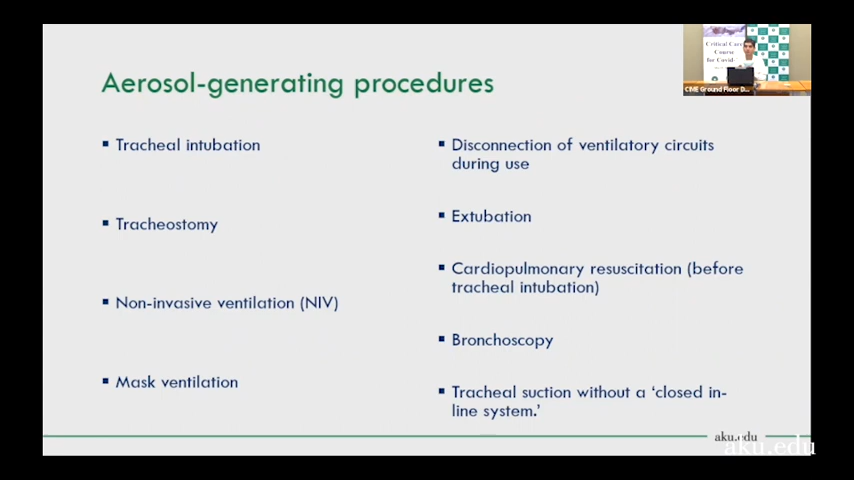 Aerosol-generating procedures
▪ Tracheal intubation
▪ Tracheostomy
▪ Non-invasive ventilation (NIV)
▪ Mask ventilation
▪ Disconnection of ventilatory circuits
during use
▪ Extubation
▪ Cardiopulmonary resuscitation (before
tracheal intubation)
▪ Bronchoscopy
▪ Tracheal suction without a ‘closed in-
line system.’
aku.edu
aku.edu
Critical Care
Course
for Covid
CIME Ground Floor D...